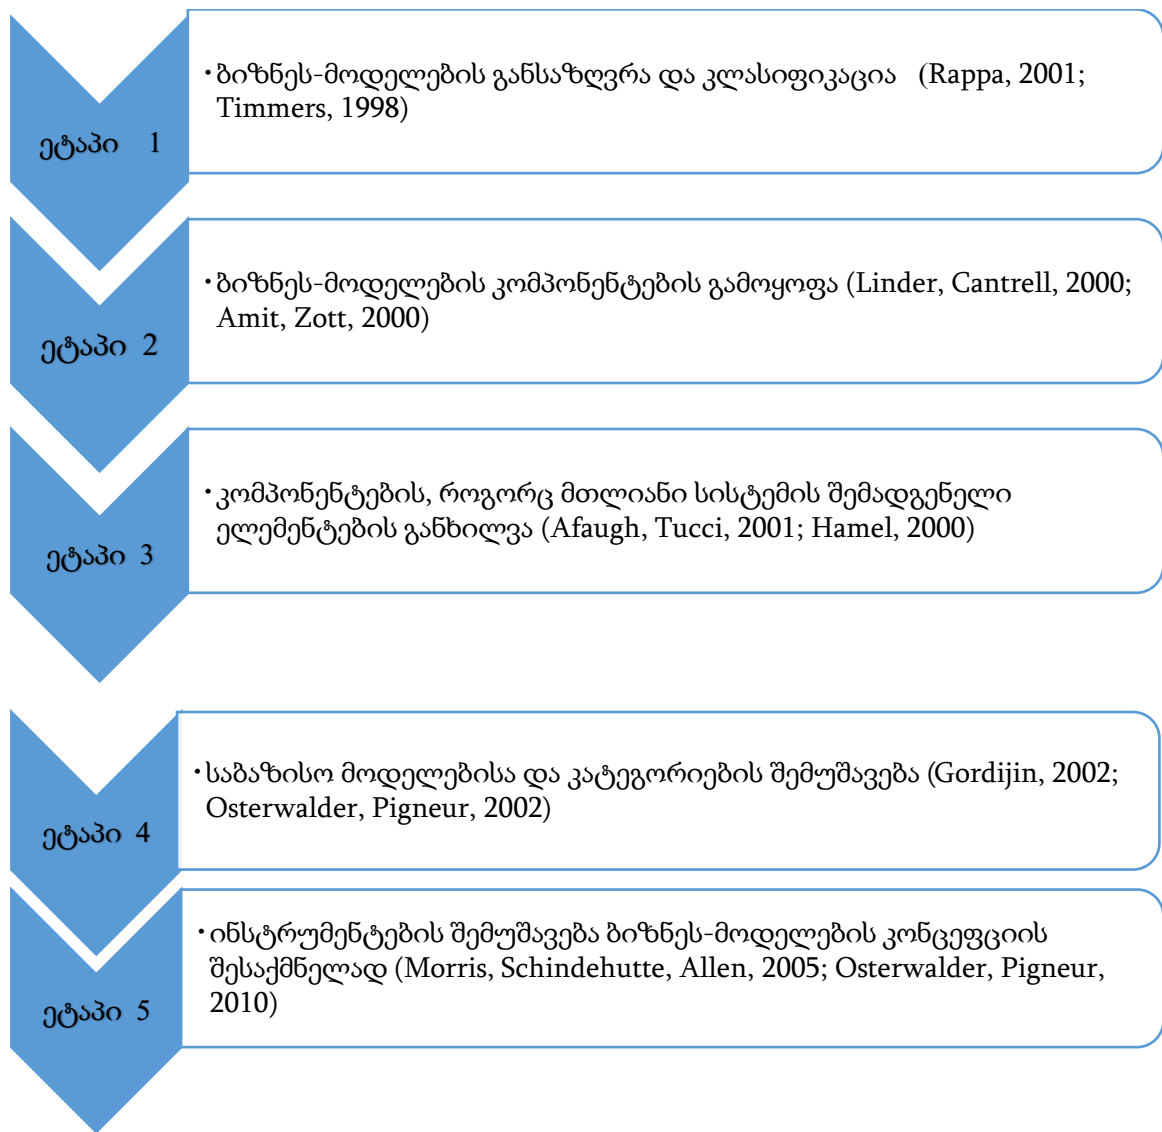 ეტაპი 1
•ბიზნეს-მოდელების განსაზღვრა და კლასიფიკაცია (Rappa, 2001;
Timmers, 1998)
ეტაპი 2
•ბიზნეს-მოდელების კომპონენტების გამოყოფა (Linder, Cantrell, 2000;
Amit, Zott, 2000)
ეტაპი 3
•კომპონენტების, როგორც მთლიანი სისტემის შემადგენელი
ელემენტების განხილვა (Afaugh, Tucci, 2001; Hamel, 2000)
ეტაპი 4
•საბაზისო მოდელებისა და კატეგორიების შემუშავება (Gordijin, 2002;
Osterwalder, Pigneur, 2002)
ეტაპი 5
•ინსტრუმენტების შემუშავება ბიზნეს-მოდელების კონცეფციის
შესაქმნელად (Morris, Schindehutte, Allen, 2005; Osterwalder, Pigneur,
2010)